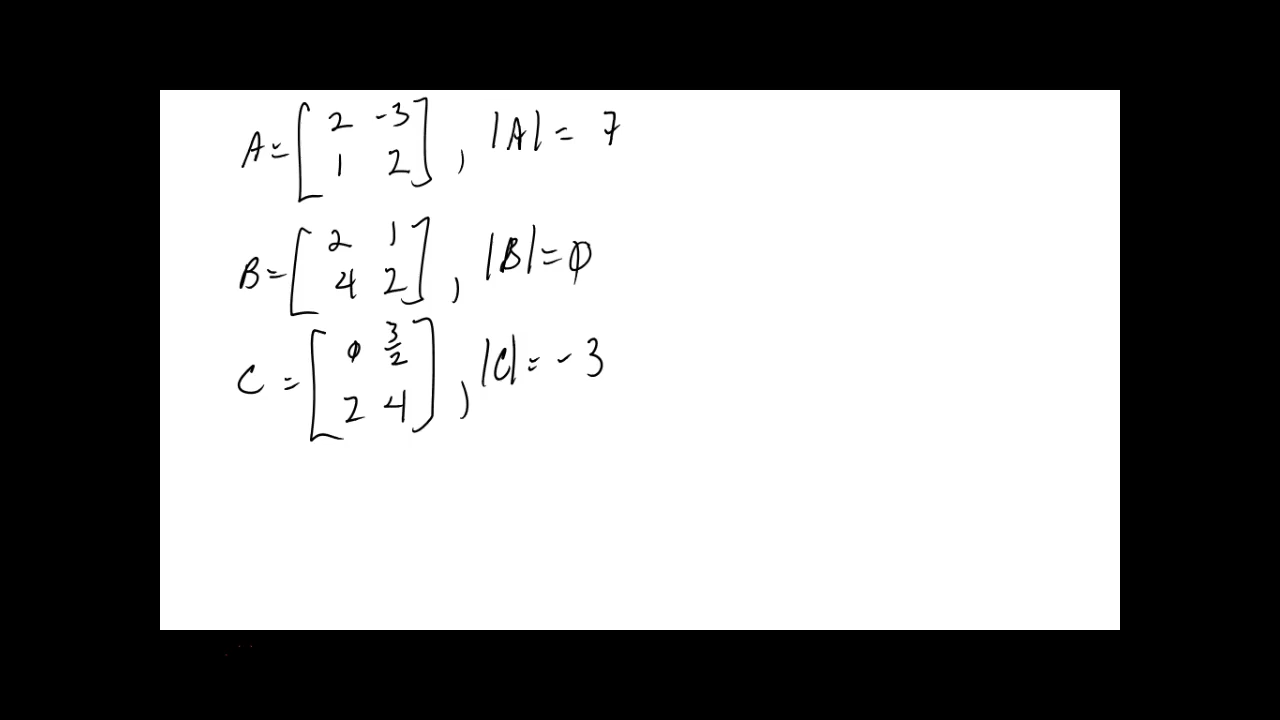 A = [2 -3
1 2], |A| = 7
B = [2 1
4 2], |B| = 0
C = [0 3/2
2 4], |C| = -3